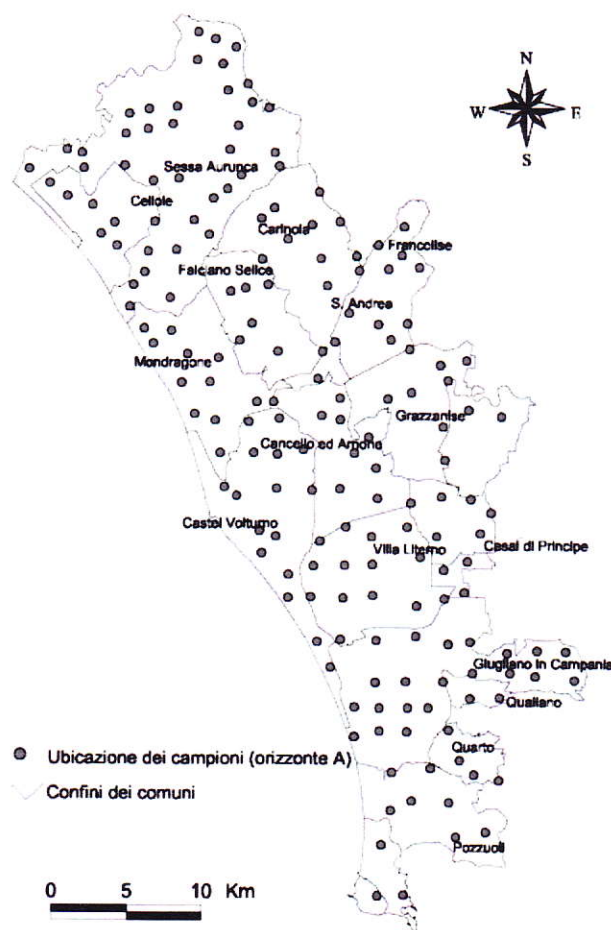 N
W E
S
Sessa Aurunca
Cellole
Carinola
Francolise
Falciano Selice
S. Andrea
Mondragone
Grazzanise
Cancello ed Arnone
Castel Volturno
Villa Literno
Casal di Principe
Giugliano in Campania
Qualiano
Ubicazione dei campioni (orizzonte A)
Quarto
Confini dei comuni
Pozzuoli
0 5 10 Km